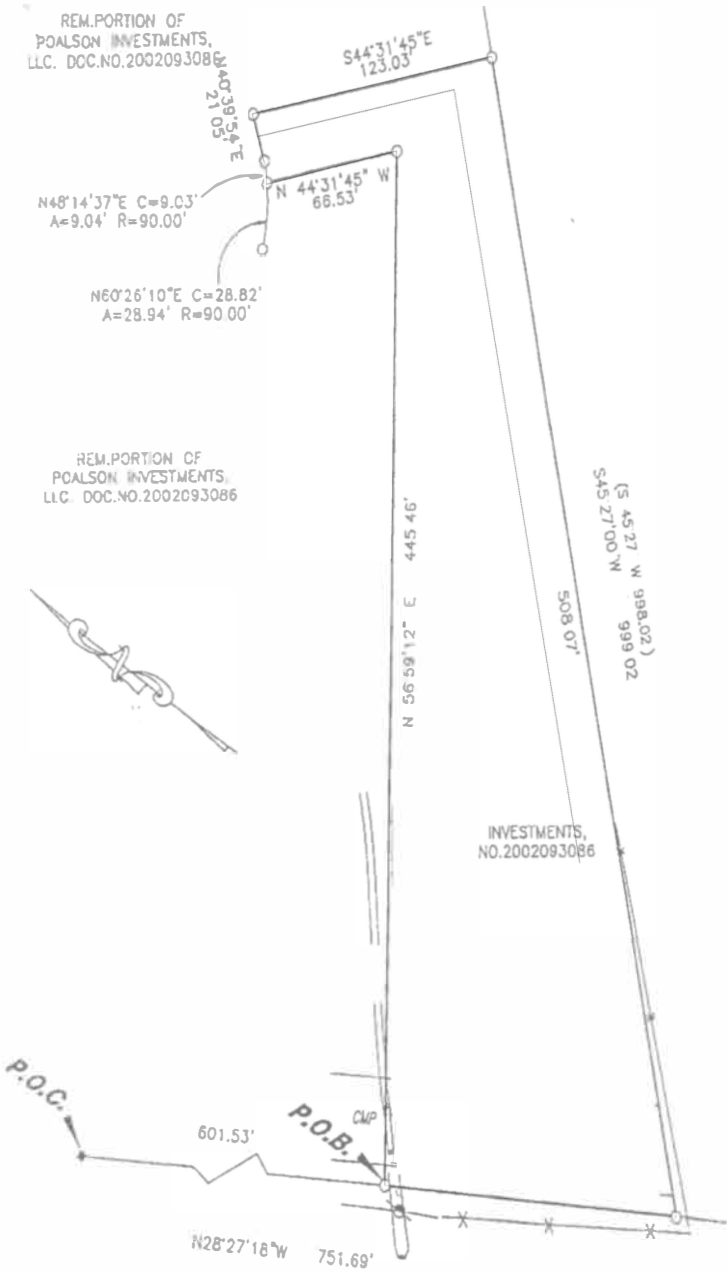 REM.PORTION OF
POALSON INVESTMENTS,
LLC. DOC.NO.2002093086
S44°31'45"E
123.03'
N40°39'54"E
21.05'
N 44°31'45" W
66.53'
N48°14'37"E C=9.03'
A=9.04' R=90.00'
N60°26'10"E C=28.82'
A=28.94' R=90.00'
REM.PORTION OF
POALSON INVESTMENTS,
LLC. DOC.NO.2002093086
N 56°59'12" E 445.46'
(S 45°27' W 998.02')
S45°27'00"W 999.02
508.07'
INVESTMENTS,
NO.2002093086
P.O.C.
601.53'
P.O.B.
CMP
N28°27'18"W 751.69'